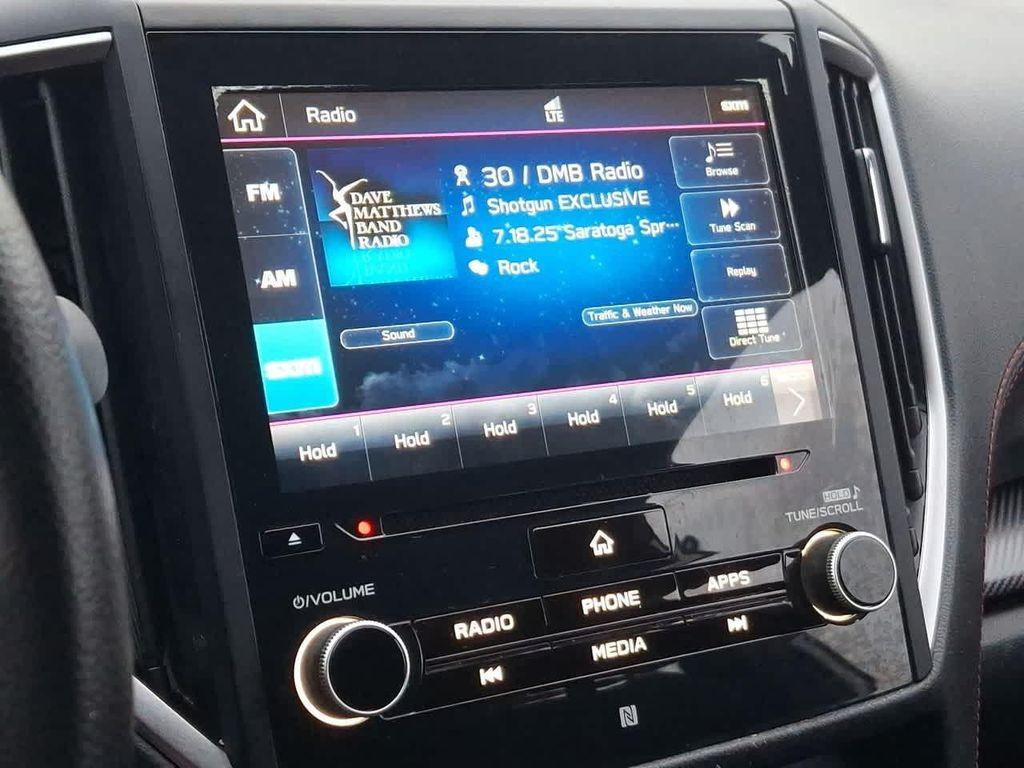 Radio
LTE
sxm
FM
AM
sxm
DAVE
MATTHEWS
BAND
RADIO
30 / DMB Radio
Shotgun EXCLUSIVE
7.18.25 Saratoga Spr...
Rock
Browse
Tune Scan
Replay
Direct Tune
Sound
Traffic & Weather Now
1
Hold
2
Hold
3
Hold
4
Hold
5
Hold
6
Hold
HOLD
TUNE/SCROLL
/VOLUME
RADIO
PHONE
APPS
MEDIA
N